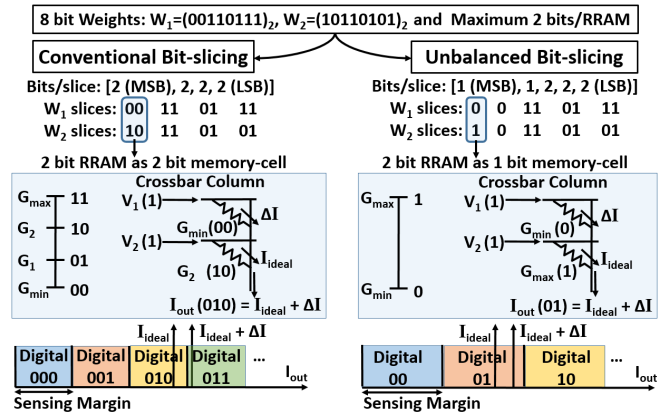 8 bit Weights: W₁=(00110111)₂, W₂=(10110101)₂ and Maximum 2 bits/RRAM
Conventional Bit-slicing
Bits/slice: [2 (MSB), 2, 2, 2 (LSB)]
W₁ slices: 00 11 01 11
W₂ slices: 10 11 01 01
2 bit RRAM as 2 bit memory-cell
Crossbar Column
Gmax 11
G₂ 10
G₁ 01
Gmin 00
V₁ (1)
ΔI
Gmin (00)
V₂ (1)
Iideal
G₂ (10)
Iout (010) = Iideal + ΔI
Iideal
Iideal + ΔI
Digital 000
Digital 001
Digital 010
Digital 011
...
Iout
Sensing Margin
Unbalanced Bit-slicing
Bits/slice: [1 (MSB), 1, 2, 2, 2 (LSB)]
W₁ slices: 0 0 11 01 11
W₂ slices: 1 0 11 01 01
2 bit RRAM as 1 bit memory-cell
Crossbar Column
Gmax 1
Gmin 0
V₁ (1)
ΔI
Gmin (0)
V₂ (1)
Iideal
Gmax (1)
Iout (01) = Iideal + ΔI
Iideal
Iideal + ΔI
Digital 00
Digital 01
Digital 10
...
Iout
Sensing Margin